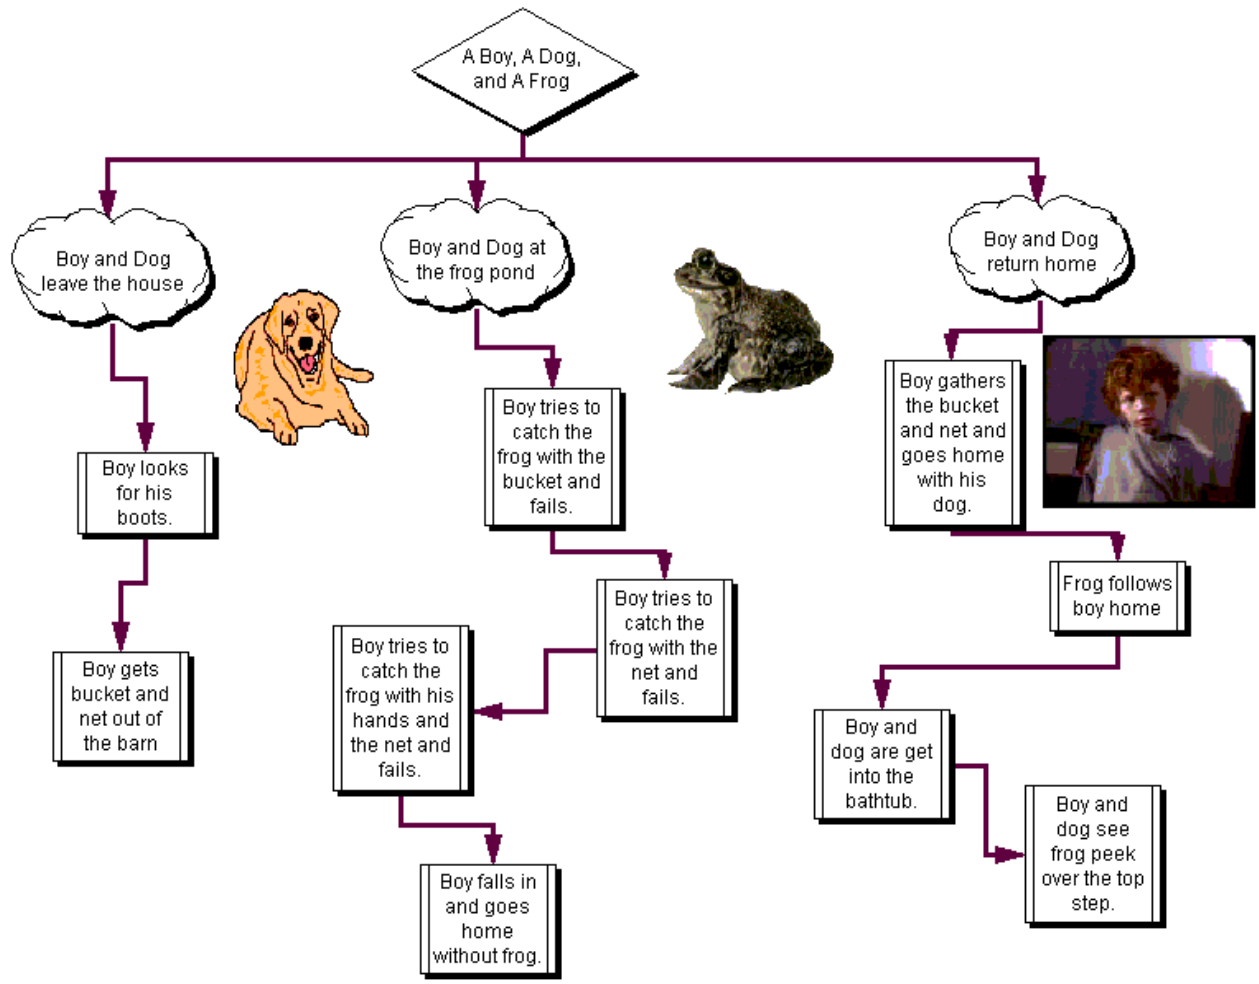 A Boy, A Dog,
and A Frog
Boy and Dog
leave the house
Boy looks
for his
boots.
Boy gets
bucket and
net out of
the barn
Boy and Dog at
the frog pond
Boy tries to
catch the
frog with the
bucket and
fails.
Boy tries to
catch the
frog with the
net and
fails.
Boy tries to
catch the
frog with his
hands and
the net and
fails.
Boy falls in
and goes
home
without frog.
Boy and Dog
return home
Boy gathers
the bucket
and net and
goes home
with his
dog.
Frog follows
boy home
Boy and
dog are get
into the
bathtub.
Boy and
dog see
frog peek
over the top
step.